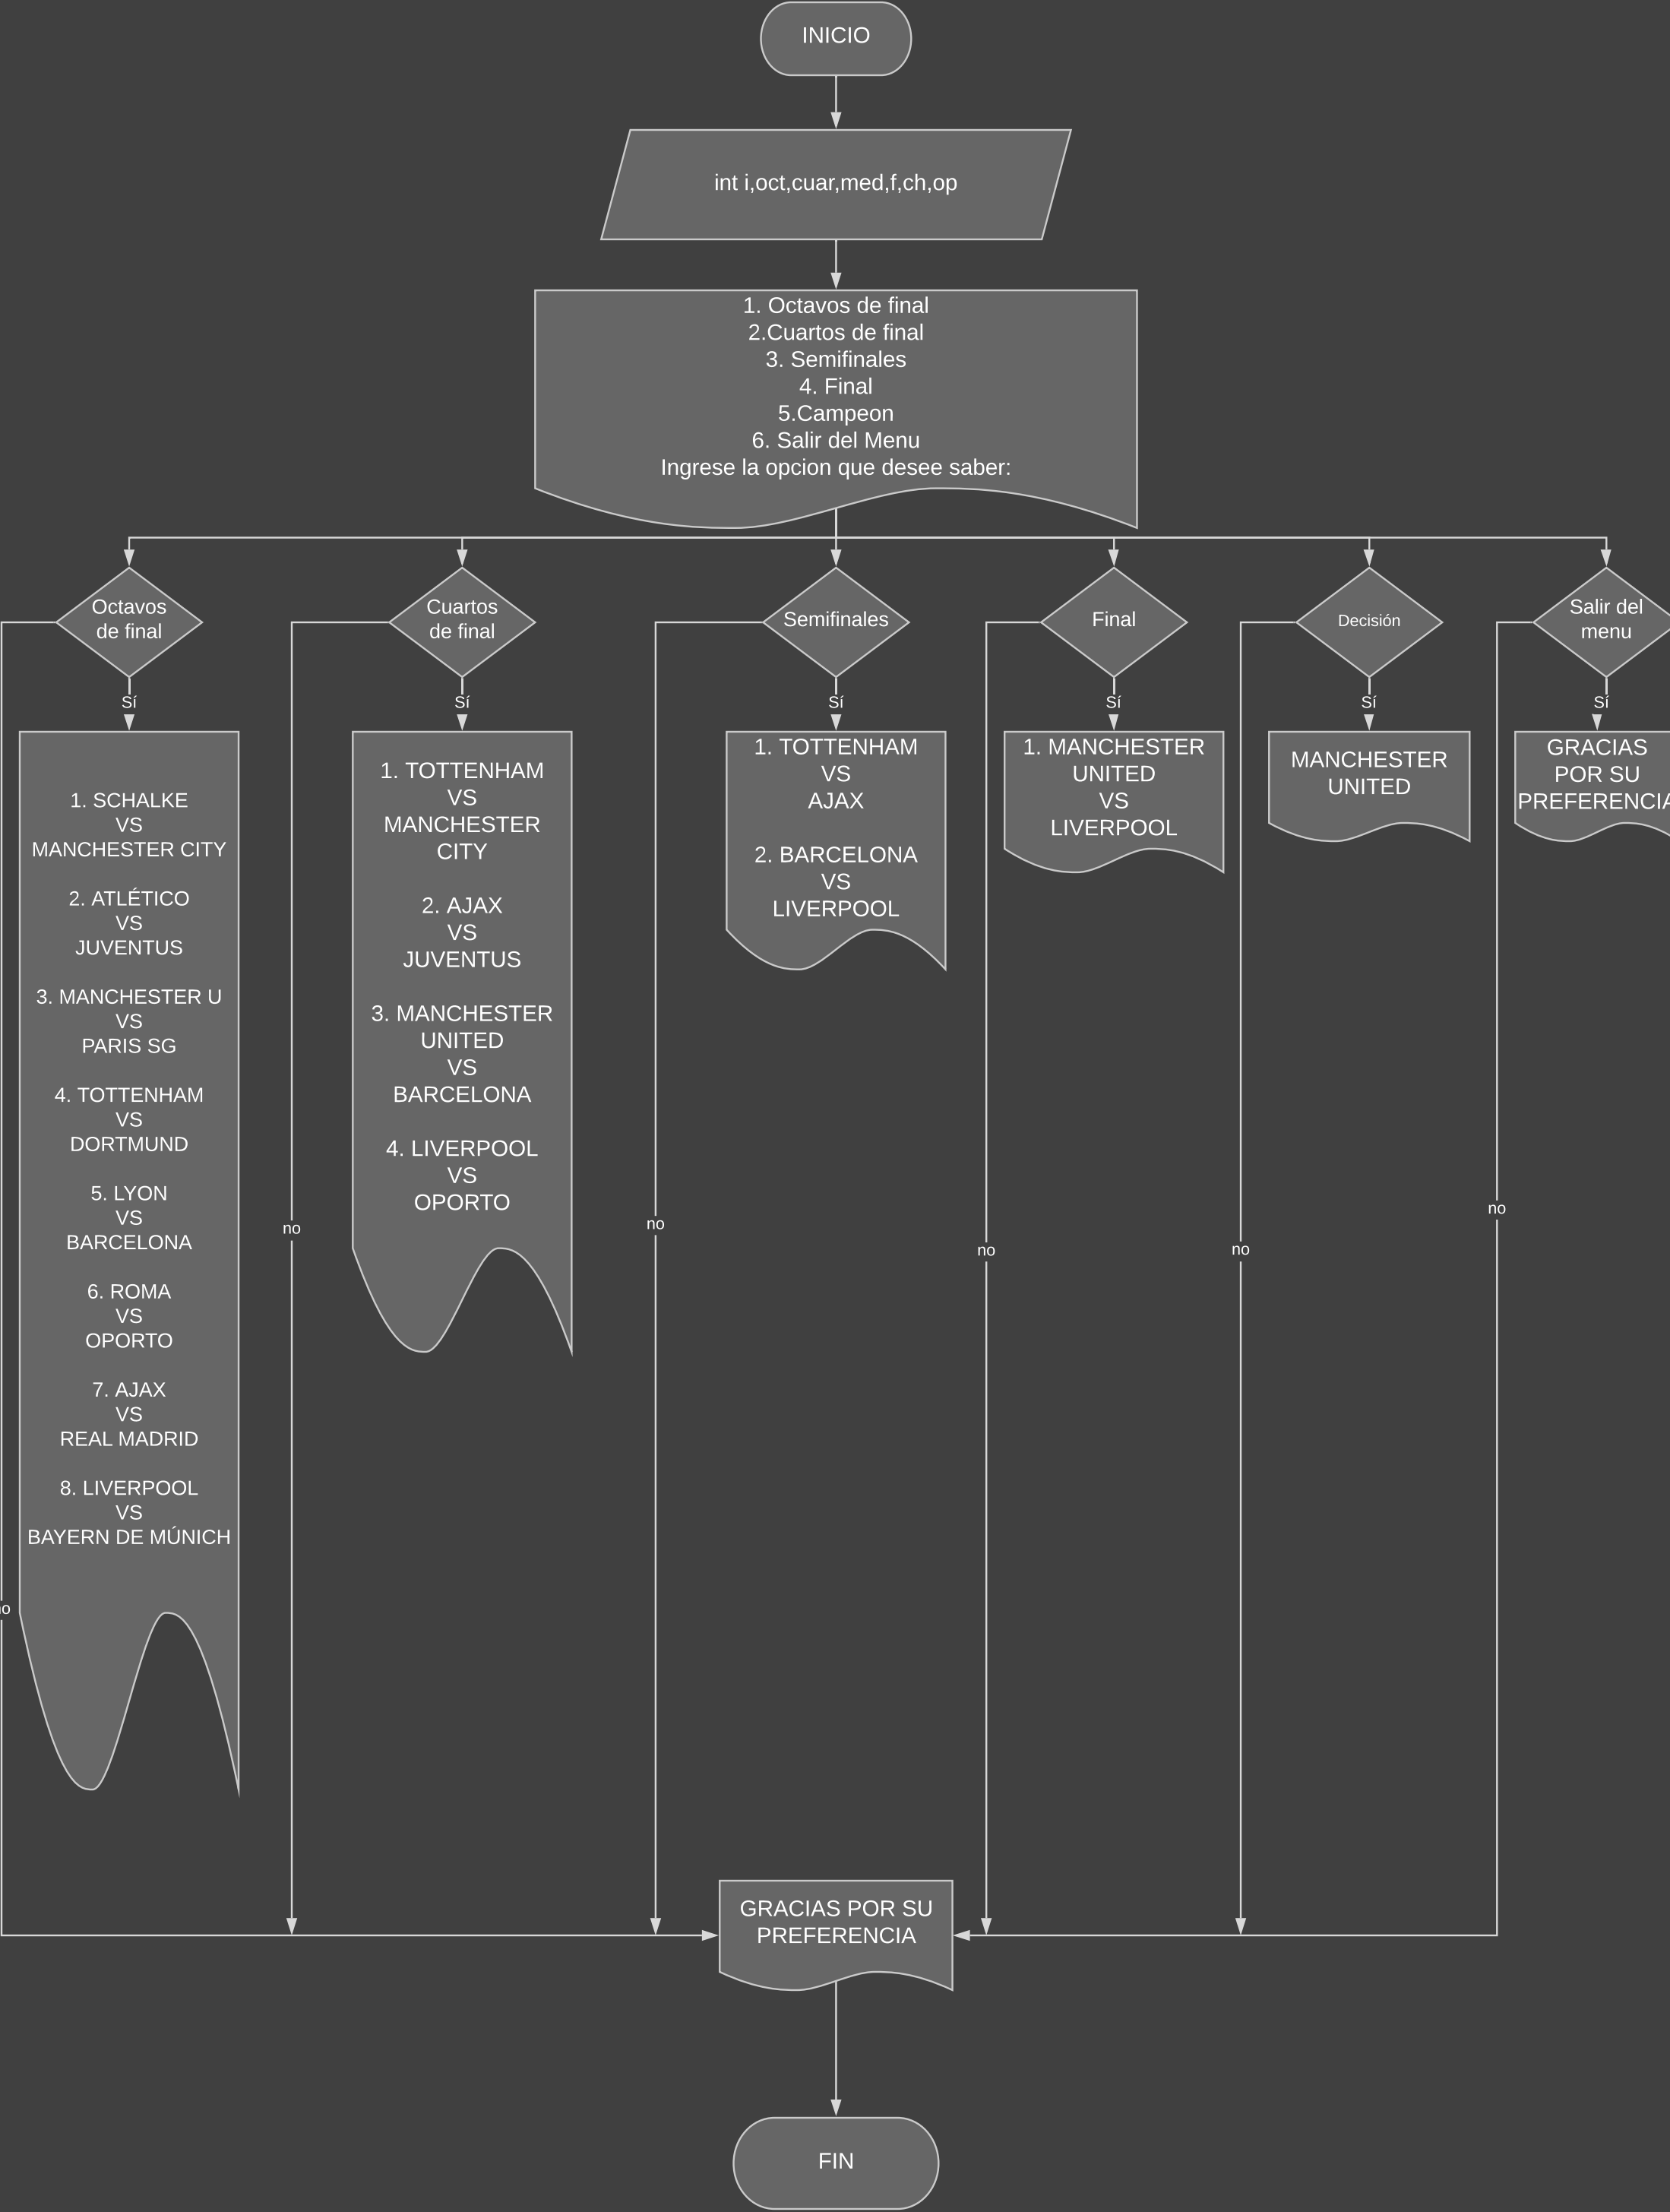 INICIO
int i,oct,cuar,med,f,ch,op
1. Octavos de final
2.Cuartos de final
3. Semifinales
4. Final
5.Campeon
6. Salir del Menu
Ingrese la opcion que desee saber:
Octavos
de final
Cuartos
de final
Semifinales
Final
Decisión
Salir del
menu
Sí
Sí
Sí
Sí
Sí
Sí
1. SCHALKE
VS
MANCHESTER CITY
2. ATLÉTICO
VS
JUVENTUS
3. MANCHESTER U
VS
PARIS SG
4. TOTTENHAM
VS
DORTMUND
5. LYON
VS
BARCELONA
6. ROMA
VS
OPORTO
7. AJAX
VS
REAL MADRID
8. LIVERPOOL
VS
BAYERN DE MÚNICH
1. TOTTENHAM
VS
MANCHESTER
CITY
2. AJAX
VS
JUVENTUS
3. MANCHESTER
UNITED
VS
BARCELONA
4. LIVERPOOL
VS
OPORTO
1. TOTTENHAM
VS
AJAX
2. BARCELONA
VS
LIVERPOOL
1. MANCHESTER
UNITED
VS
LIVERPOOL
MANCHESTER
UNITED
GRACIAS
POR SU
PREFERENCIA
no
no
no
no
no
no
GRACIAS POR SU
PREFERENCIA
FIN